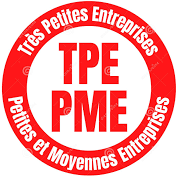 Très Petites Entreprises
TPE
PME
Petites et Moyennes Entreprises